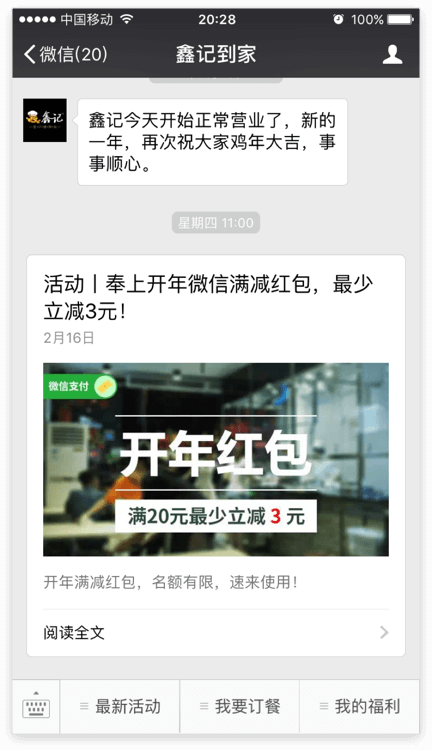 中国移动 20:28 100%
微信(20) 鑫记到家
鑫记
鑫记今天开始正常营业了，新的
一年，再次祝大家鸡年大吉，事
事顺心。
星期四 11:00
活动丨奉上开年微信满减红包，最少
立减3元！
2月16日
微信支付
开年红包
满20元最少立减 3 元
开年满减红包，名额有限，速来使用！
阅读全文
最新活动 我要订餐 我的福利